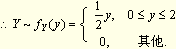 ∴ Y ~ f_Y(y) = { 1/2 y, 0 ≤ y ≤ 2
0, 其他.